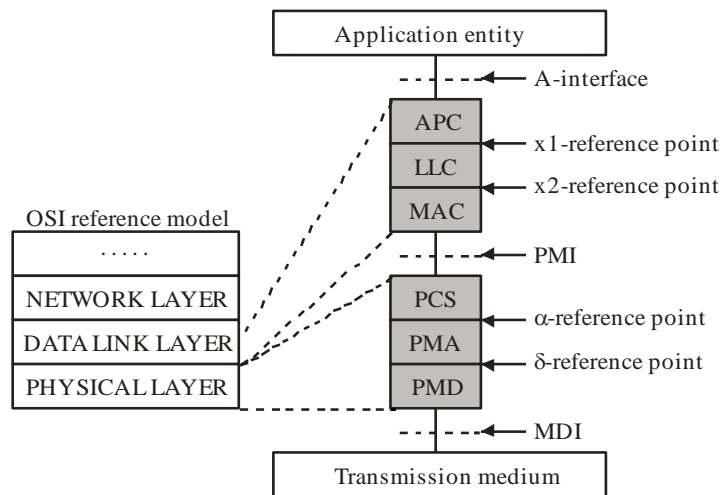 Application entity
A-interface
APC
x1-reference point
LLC
x2-reference point
MAC
OSI reference model
.....
PMI
NETWORK LAYER
PCS
α-reference point
DATA LINK LAYER
PMA
δ-reference point
PHYSICAL LAYER
PMD
MDI
Transmission medium